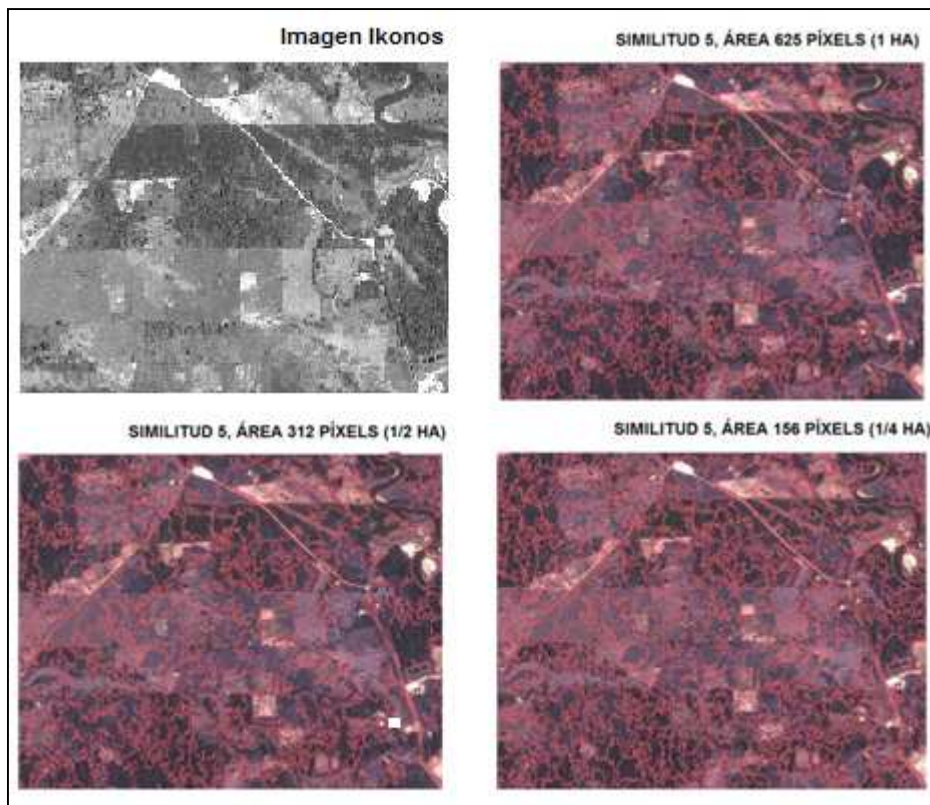 Imagen Ikonos
SIMILITUD 5, ÁREA 625 PÍXELS (1 HA)
SIMILITUD 5, ÁREA 312 PÍXELS (1/2 HA)
SIMILITUD 5, ÁREA 156 PÍXELS (1/4 HA)